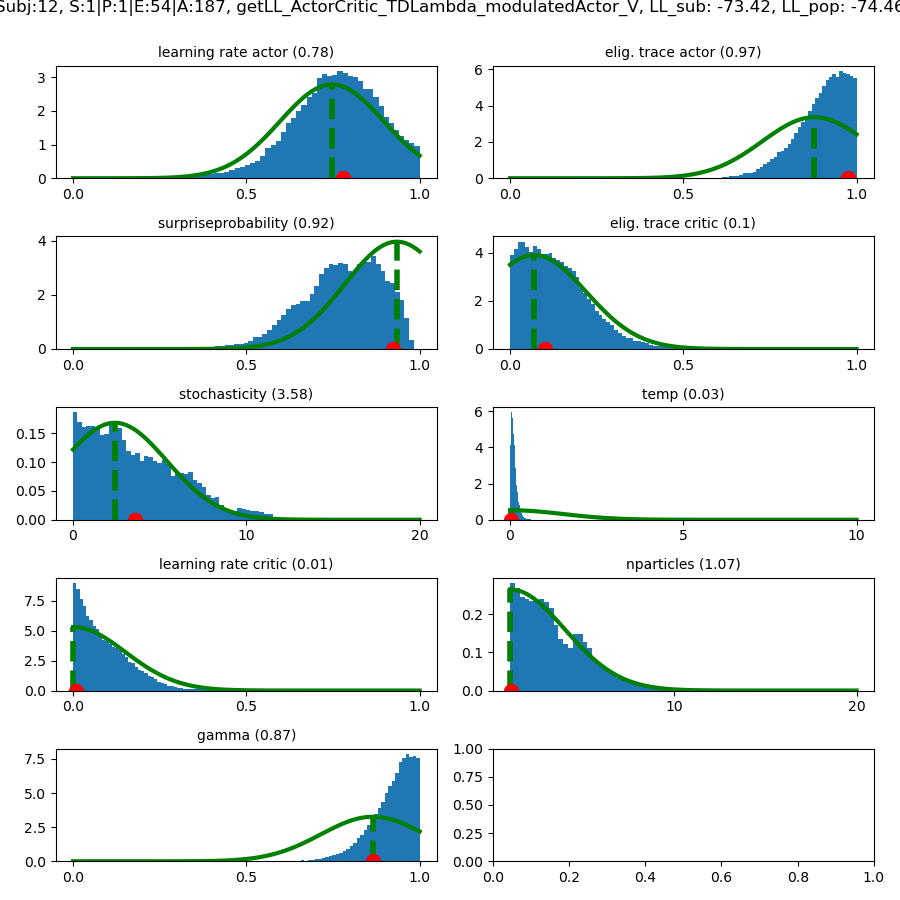 Subj:12, S:1|P:1|E:54|A:187, getLL_ActorCritic_TDLambda_modulatedActor_V, LL_sub: -73.42, LL_pop: -74.46
learning rate actor (0.78)
3
2
1
0
0.0 0.5 1.0
elig. trace actor (0.97)
6
4
2
0
0.0 0.5 1.0
surpriseprobability (0.92)
4
2
0
0.0 0.5 1.0
elig. trace critic (0.1)
4
2
0
0.0 0.5 1.0
stochasticity (3.58)
0.15
0.10
0.05
0.00
0 10 20
temp (0.03)
6
4
2
0
0 5 10
learning rate critic (0.01)
7.5
5.0
2.5
0.0
0.0 0.5 1.0
nparticles (1.07)
0.2
0.1
0.0
10 20
gamma (0.87)
7.5
5.0
2.5
0.0
0.0 0.5 1.0
1.00
0.75
0.50
0.25
0.00
0.0 0.2 0.4 0.6 0.8 1.0